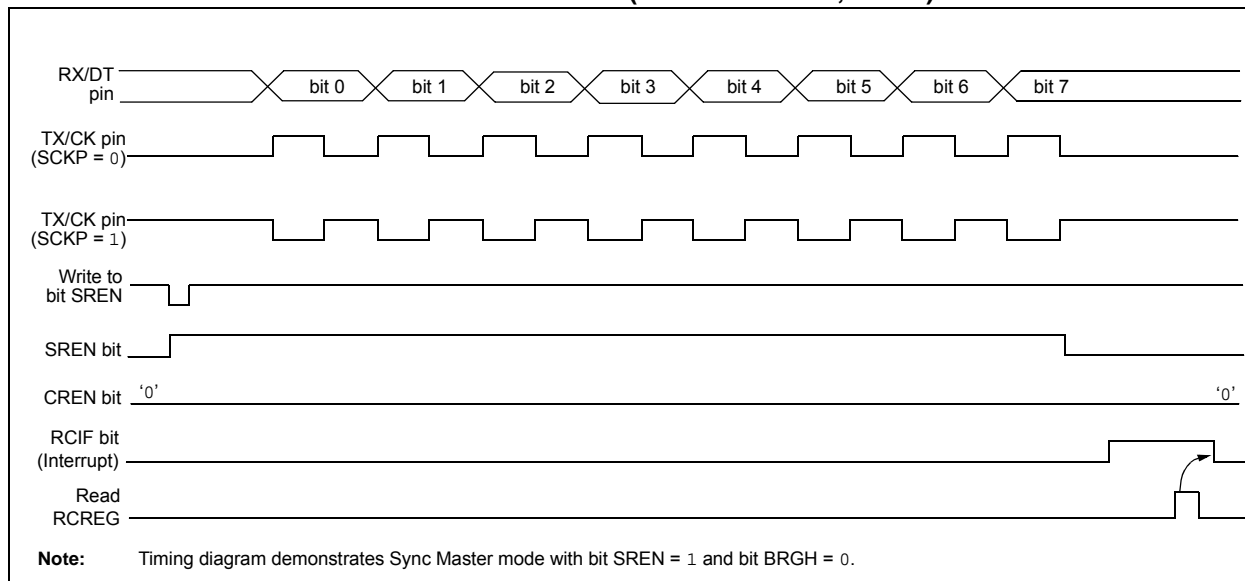 RX/DT
pin
bit 0 bit 1 bit 2 bit 3 bit 4 bit 5 bit 6 bit 7
TX/CK pin
(SCKP = 0)
TX/CK pin
(SCKP = 1)
Write to
bit SREN
SREN bit
CREN bit ‘0’ ‘0’
RCIF bit
(Interrupt)
Read
RCREG
Note: Timing diagram demonstrates Sync Master mode with bit SREN = 1 and bit BRGH = 0.